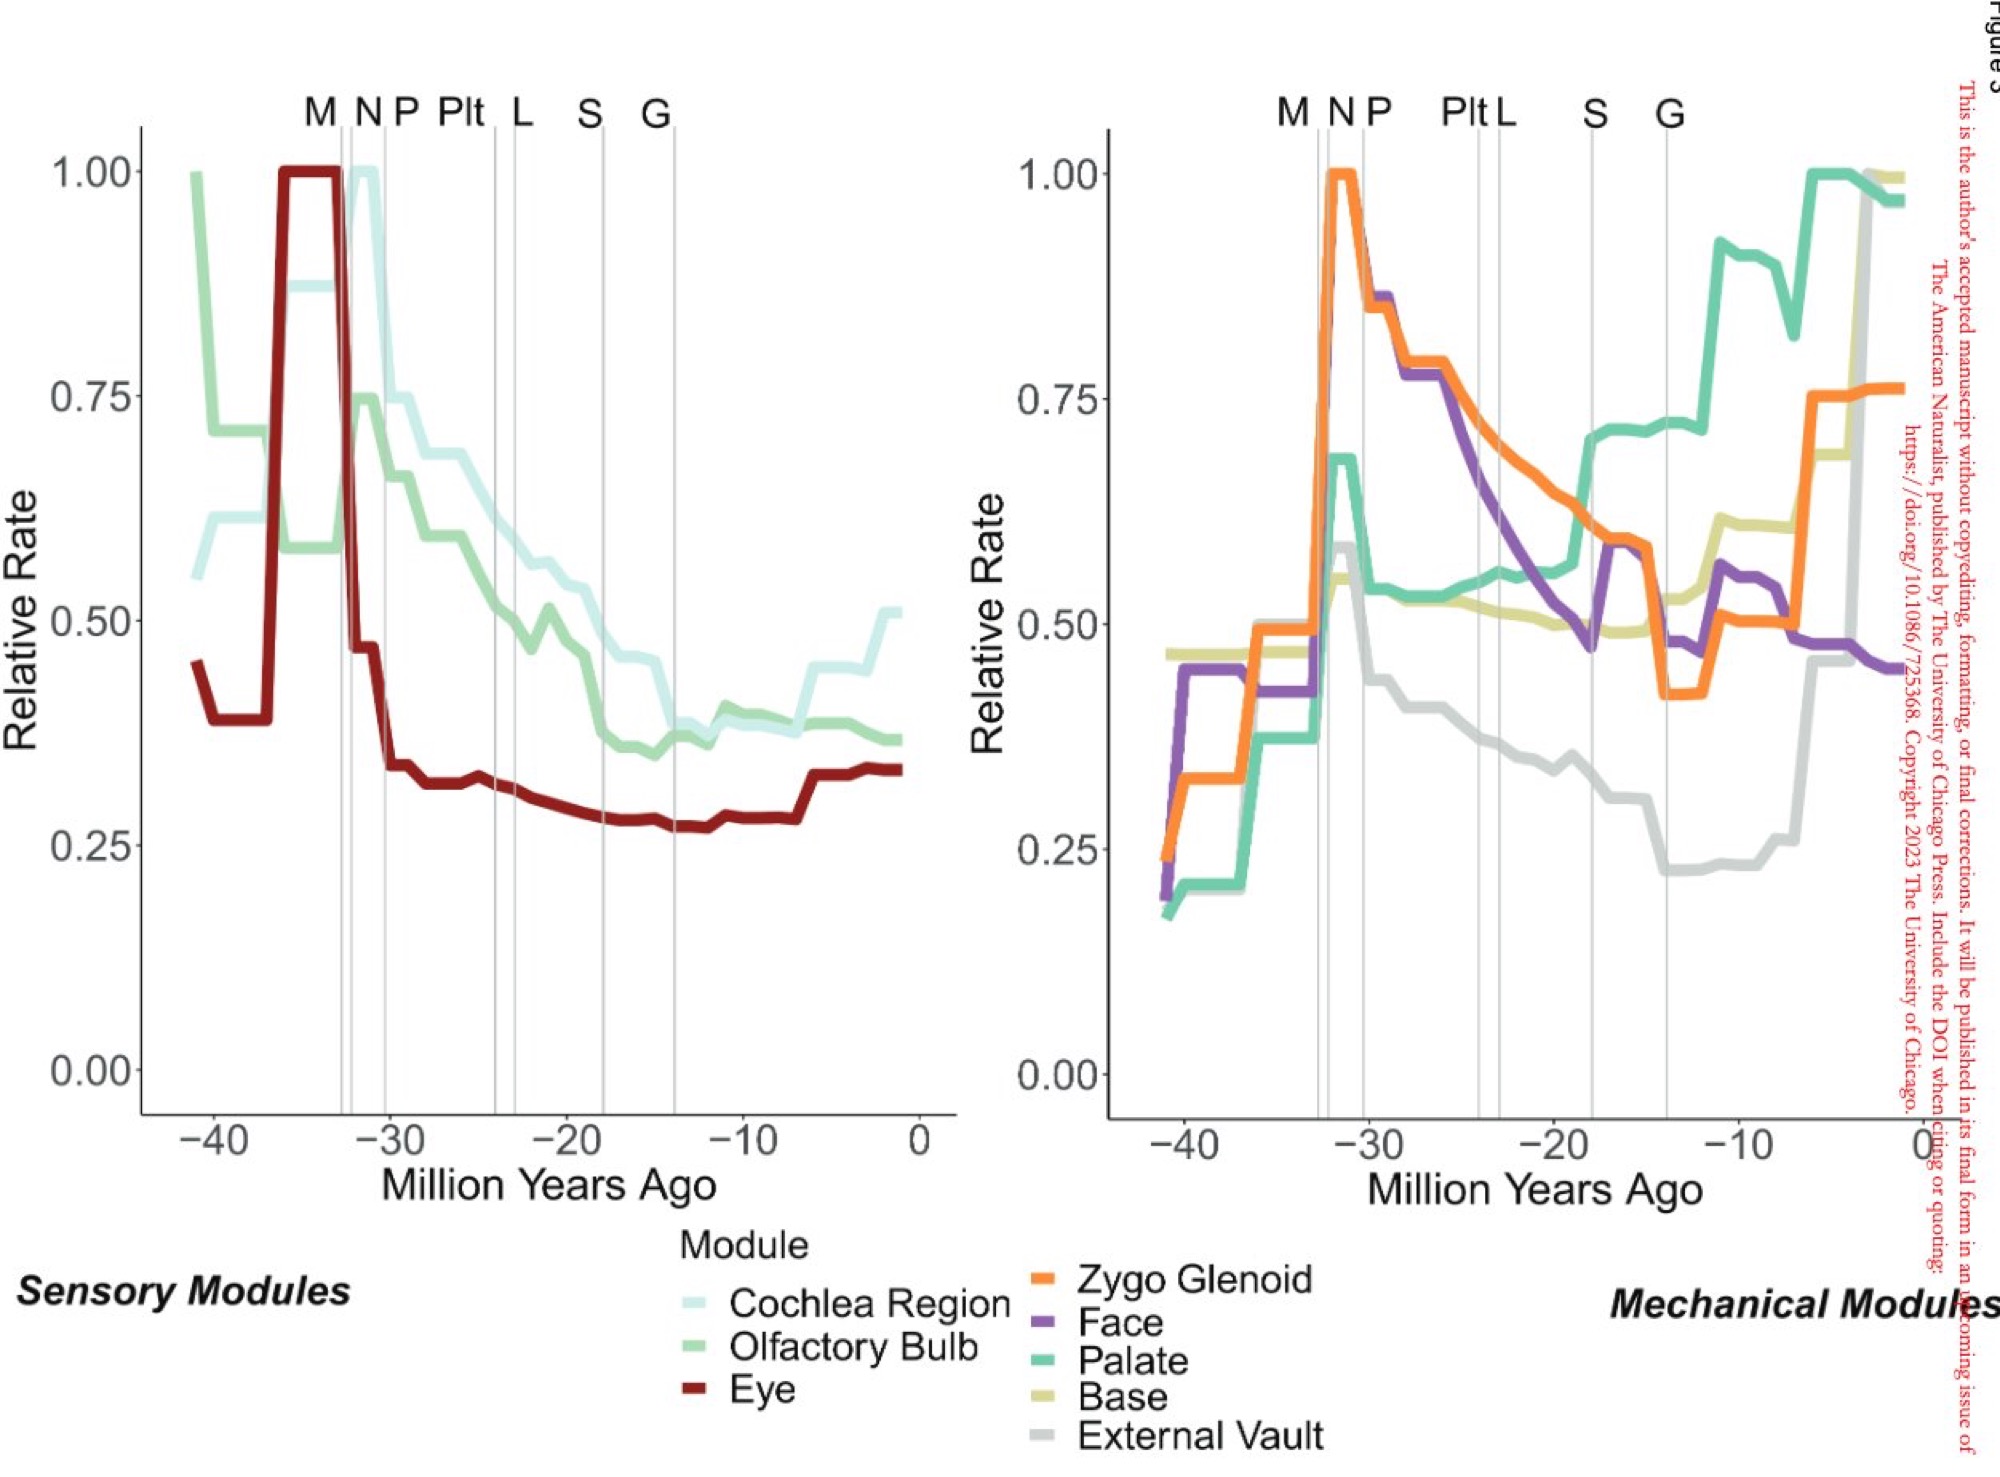 Figure 3
M N P Plt L S G
M N P Plt L S G
1.00
0.75
0.50
0.25
0.00
Relative Rate
−40 −30 −20 −10 0
Million Years Ago
1.00
0.75
0.50
0.25
0.00
Relative Rate
−40 −30 −20 −10 0
Million Years Ago
Sensory Modules
Module
Cochlea Region
Olfactory Bulb
Eye
Zygo Glenoid
Face
Palate
Base
External Vault
Mechanical Modules
This is the author's accepted manuscript without copyediting, formatting, or final corrections. It will be published in its final form in an upcoming issue of
The American Naturalist, published by The University of Chicago Press. Include the DOI when citing or quoting:
https://doi.org/10.1086/725368. Copyright 2023 The University of Chicago.